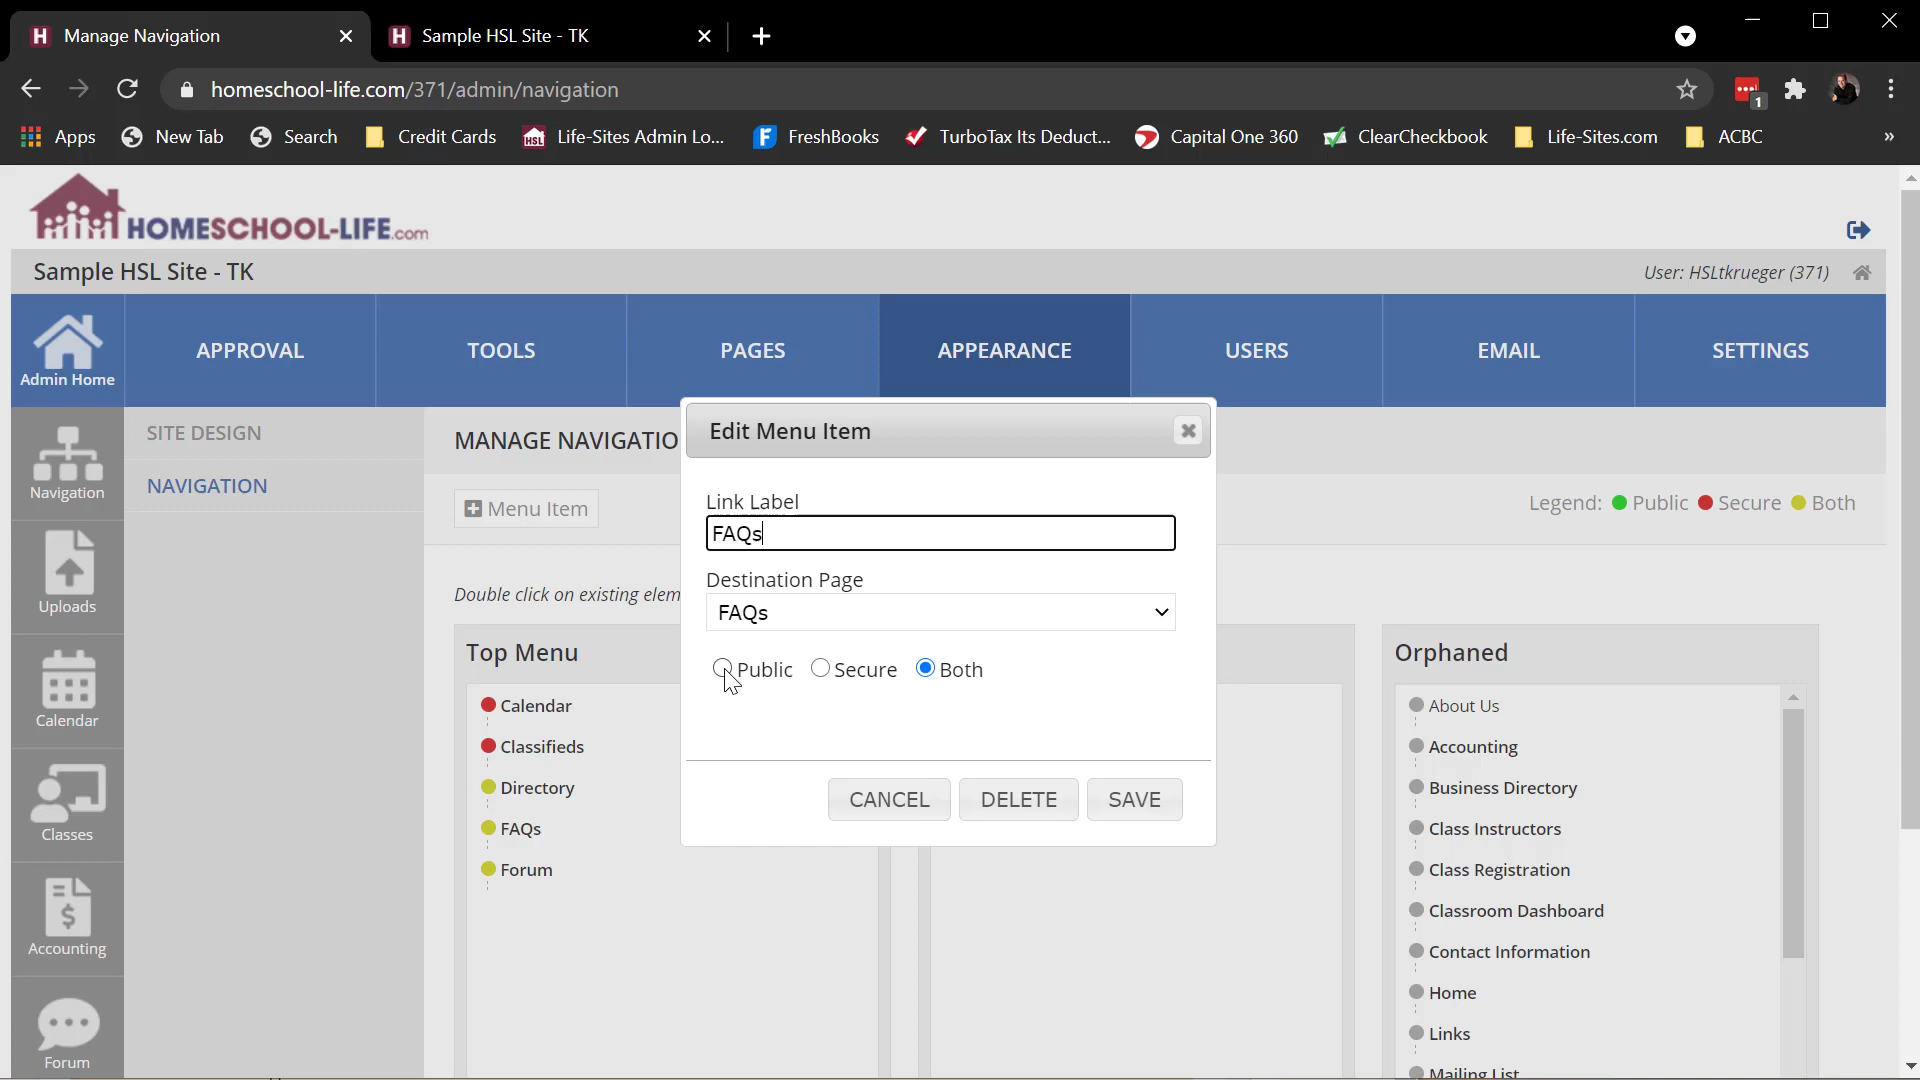 Manage Navigation
Sample HSL Site - TK
homeschool-life.com/371/admin/navigation
1
Apps
New Tab
Search
Credit Cards
HSL
Life-Sites Admin Lo...
FreshBooks
TurboTax Its Deduct...
Capital One 360
ClearCheckbook
Life-Sites.com
ACBC
»
HOMESCHOOL-LIFE.com
Sample HSL Site - TK
User: HSLtkrueger (371)
Admin Home
APPROVAL
TOOLS
PAGES
APPEARANCE
USERS
EMAIL
SETTINGS
Navigation
Uploads
Calendar
Classes
Accounting
Forum
SITE DESIGN
NAVIGATION
MANAGE NAVIGATIO
Menu Item
Legend: Public Secure Both
Double click on existing elem
Top Menu
Calendar
Classifieds
Directory
FAQs
Forum
Edit Menu Item
Link Label
FAQs
Destination Page
FAQs
Public Secure Both
CANCEL
DELETE
SAVE
Orphaned
About Us
Accounting
Business Directory
Class Instructors
Class Registration
Classroom Dashboard
Contact Information
Home
Links
Mailing List